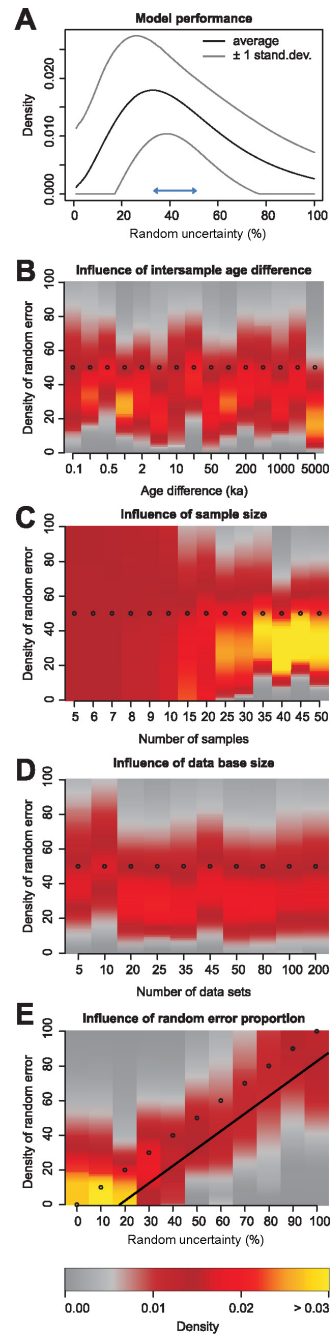 A
Model performance
average
± 1 stand.dev.
Density
0.000
0.010
0.020
0 20 40 60 80 100
Random uncertainty (%)
B
Influence of intersample age difference
Density of random error
0 20 40 60 80 100
0.1 0.5 2 10 50 200 1000 5000
Age difference (ka)
C
Influence of sample size
Density of random error
0 20 40 60 80 100
5 6 7 8 9 10 15 20 25 30 35 40 45 50
Number of samples
D
Influence of data base size
Density of random error
0 20 40 60 80 100
5 10 20 25 35 45 50 80 100 200
Number of data sets
E
Influence of random error proportion
Density of random error
0 20 40 60 80 100
0 10 20 30 40 50 60 70 80 90 100
Random uncertainty (%)
0.00 0.01 0.02 > 0.03
Density